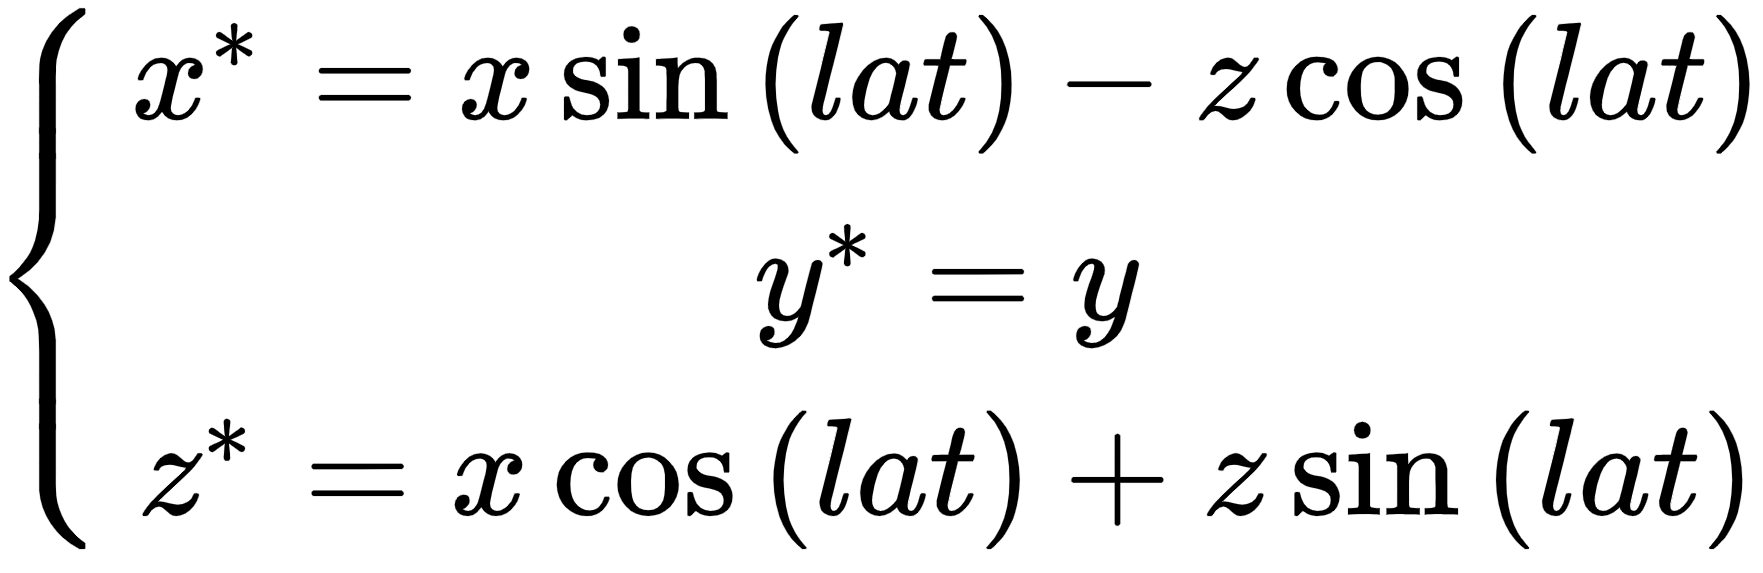 x* = x sin (lat) − z cos (lat)
y* = y
z* = x cos (lat) + z sin (lat)